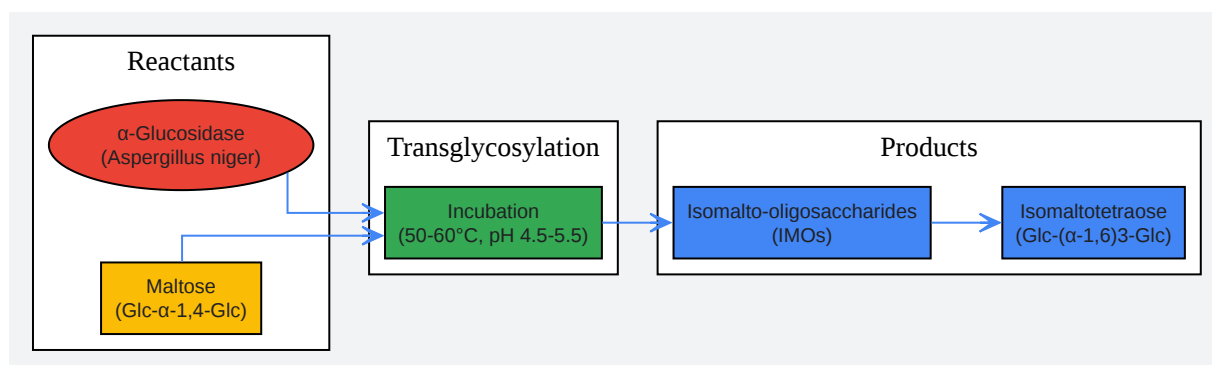 Reactants
α-Glucosidase
(Aspergillus niger)
Maltose
(Glc-α-1,4-Glc)
Transglycosylation
Incubation
(50-60°C, pH 4.5-5.5)
Products
Isomalto-oligosaccharides
(IMOs)
Isomaltotetraose
(Glc-(α-1,6)3-Glc)